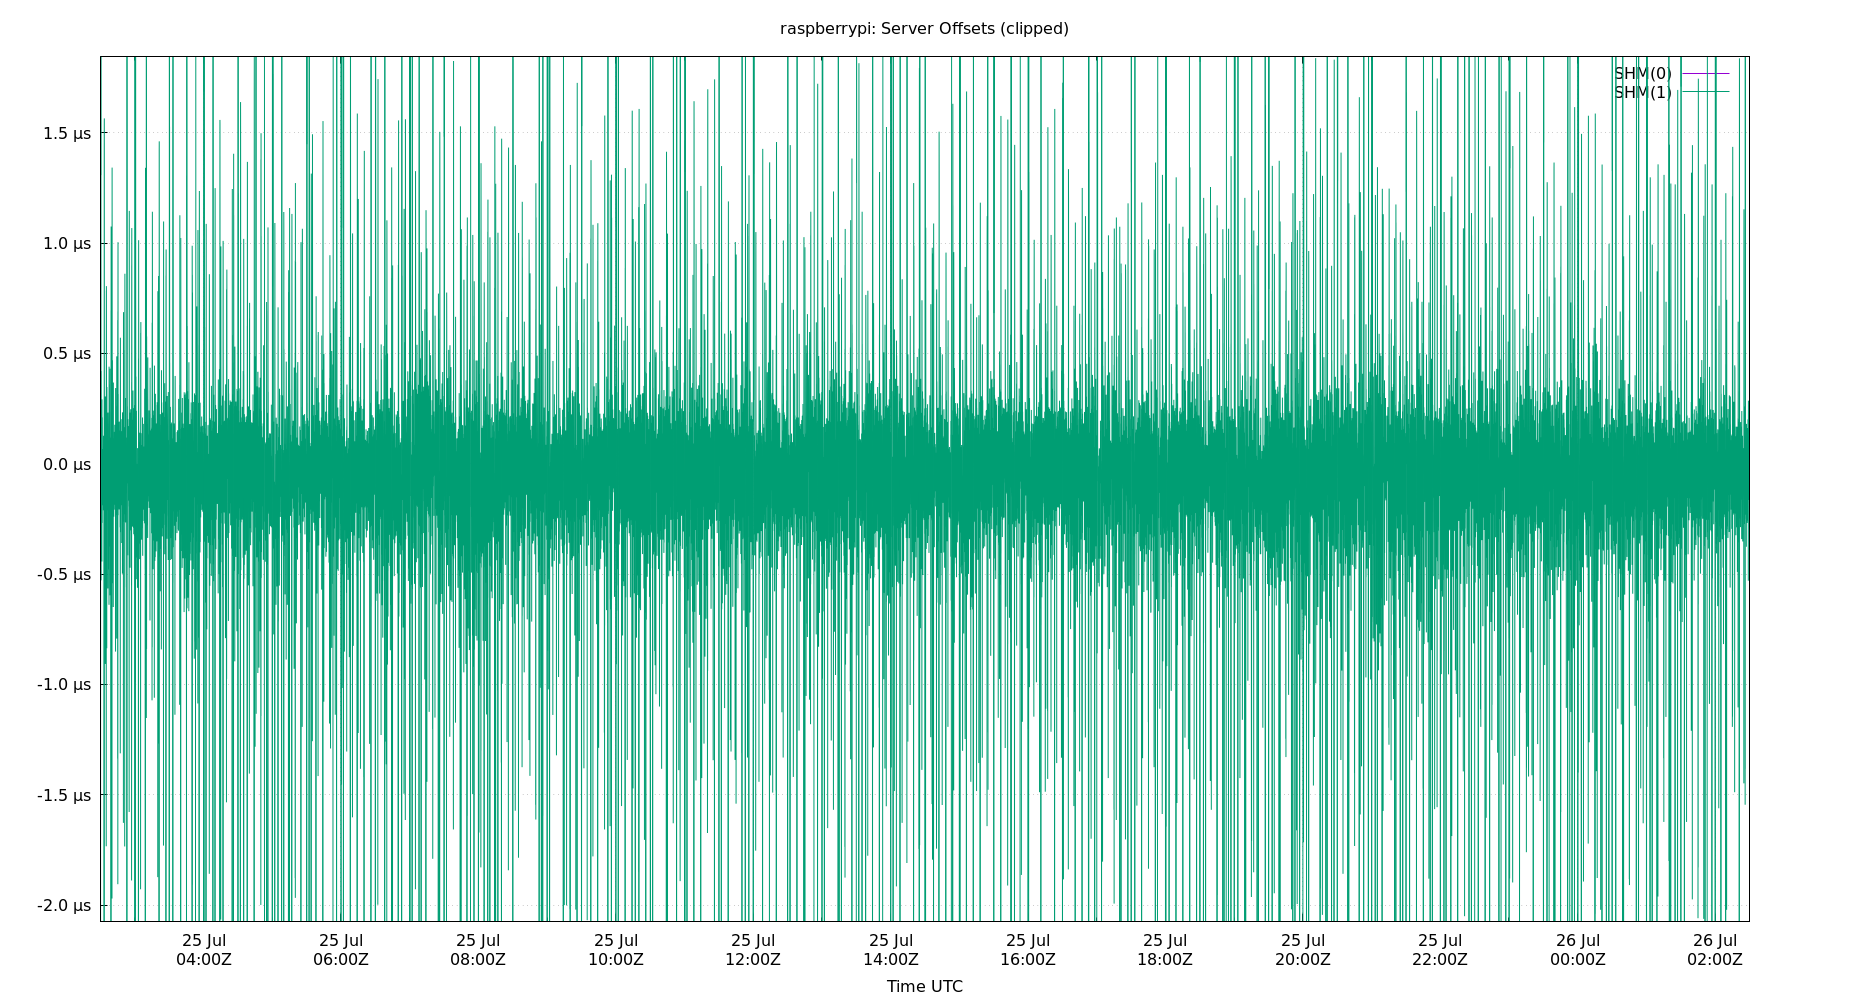 raspberrypi: Server Offsets (clipped)
SHM(0)
SHM(1)
1.5 µs
1.0 µs
0.5 µs
0.0 µs
-0.5 µs
-1.0 µs
-1.5 µs
-2.0 µs
25 Jul 25 Jul 25 Jul 25 Jul 25 Jul 25 Jul 25 Jul 25 Jul 25 Jul 25 Jul 26 Jul 26 Jul
04:00Z 06:00Z 08:00Z 10:00Z 12:00Z 14:00Z 16:00Z 18:00Z 20:00Z 22:00Z 00:00Z 02:00Z
Time UTC